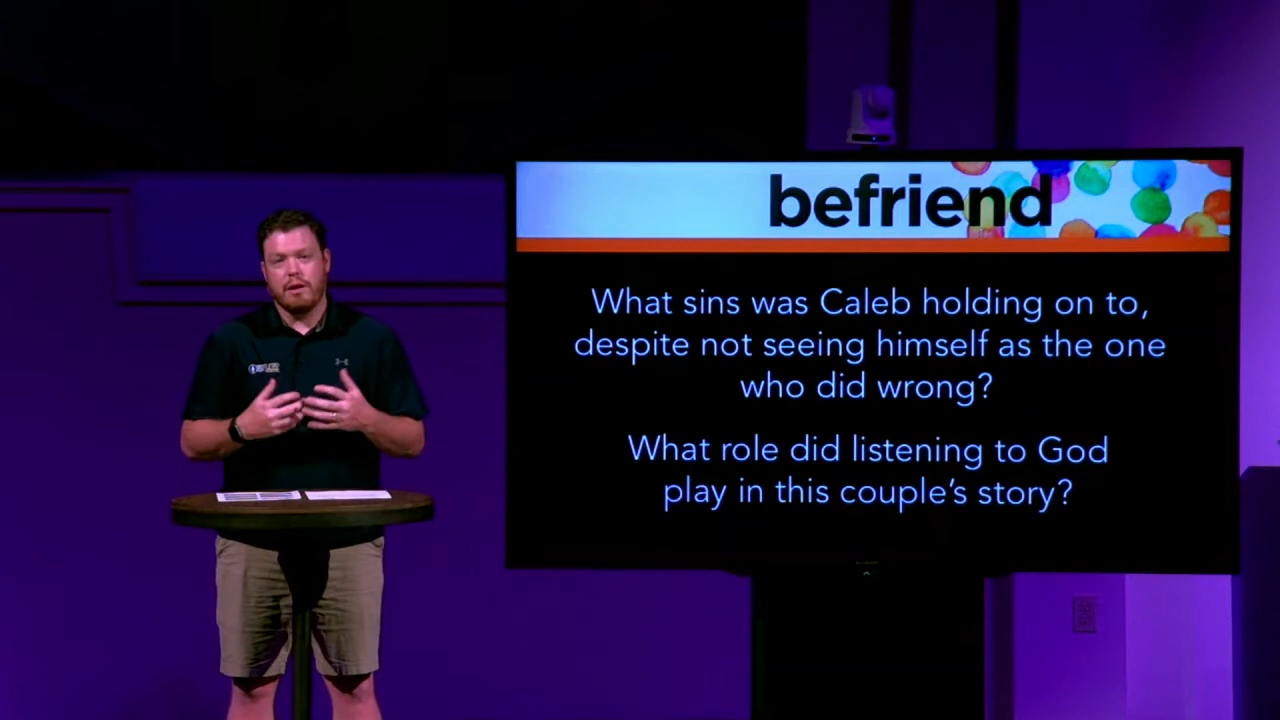 befriend
What sins was Caleb holding on to,
despite not seeing himself as the one
who did wrong?
What role did listening to God
play in this couple's story?